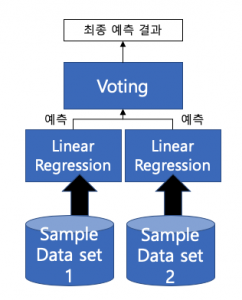 최종 예측 결과
Voting
예측
예측
Linear
Regression
Linear
Regression
Sample
Data set
1
Sample
Data set
2